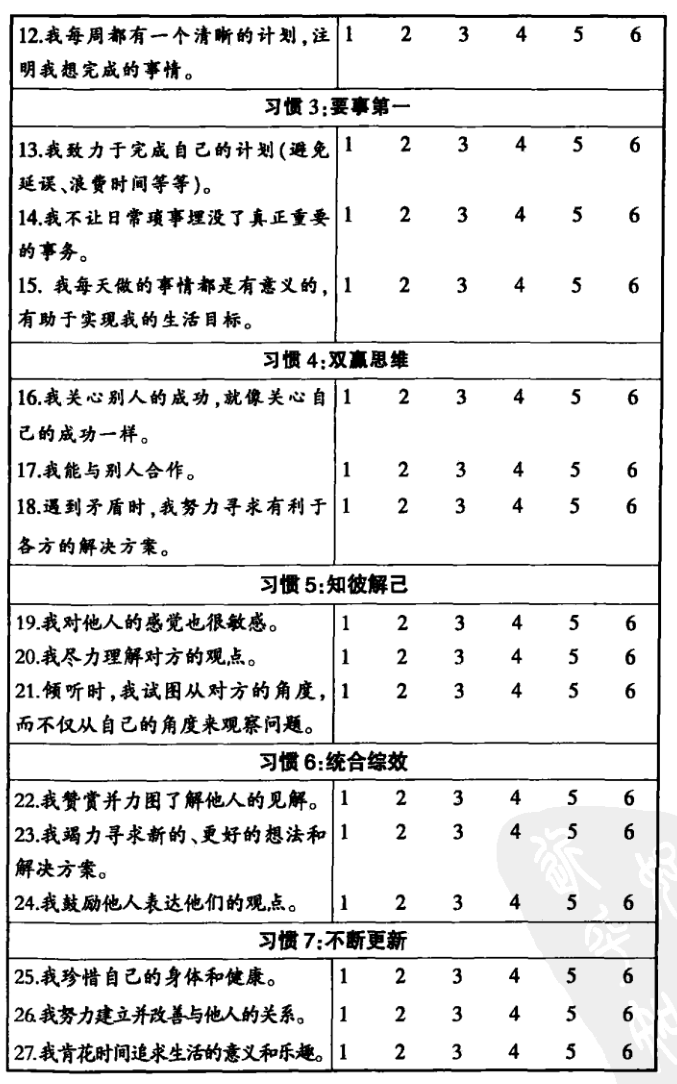 12.我每周都有一个清晰的计划,注 1 2 3 4 5 6
明我想完成的事情。
习惯 3:要事第一
13.我致力于完成自己的计划(避免 1 2 3 4 5 6
延误、浪费时间等等)。
14.我不让日常琐事埋没了真正重要 1 2 3 4 5 6
的事务。
15. 我每天做的事情都是有意义的, 1 2 3 4 5 6
有助于实现我的生活目标。
习惯 4:双赢思维
16.我关心别人的成功,就像关心自 1 2 3 4 5 6
己的成功一样。
17.我能与别人合作。 1 2 3 4 5 6
18.遇到矛盾时,我努力寻求有利于 1 2 3 4 5 6
各方的解决方案。
习惯 5:知彼解己
19.我对他人的感觉也很敏感。 1 2 3 4 5 6
20.我尽力理解对方的观点。 1 2 3 4 5 6
21.倾听时,我试图从对方的角度, 1 2 3 4 5 6
而不仅从自己的角度来观察问题。
习惯 6:统合综效
22.我赞赏并力图了解他人的见解。 1 2 3 4 5 6
23.我竭力寻求新的、更好的想法和 1 2 3 4 5 6
解决方案。
24.我鼓励他人表达他们的观点。 1 2 3 4 5 6
习惯 7:不断更新
25.我珍惜自己的身体和健康。 1 2 3 4 5 6
26.我努力建立并改善与他人的关系。 1 2 3 4 5 6
27.我肯花时间追求生活的意义和乐趣。 1 2 3 4 5 6